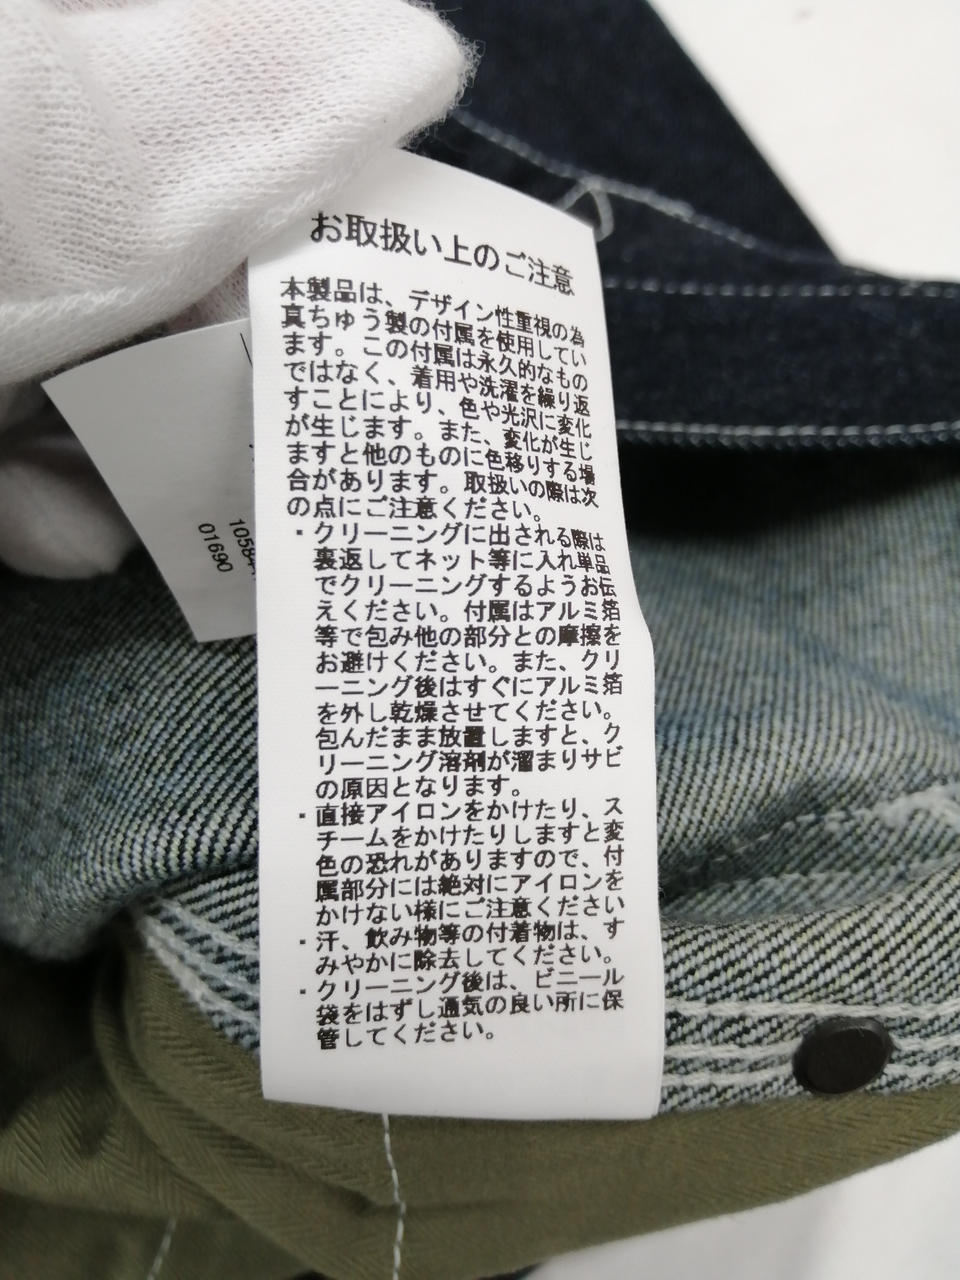 お取扱い上のご注意
本製品は、デザイン性重視の為
真ちゅう製の付属を使用してい
ます。この付属は永久的なもの
ではなく、着用や洗濯を繰り返
すことにより、色や光沢に変化
が生じます。また、変化が生じ
ますと他のものに色移りする場
合があります。取扱いの際は次
の点にご注意ください。
・クリーニングに出される際は
裏返してネット等に入れ単品
でクリーニングするようお伝
えください。付属はアルミ箔
等で包み他の部分との摩擦を
お避けください。また、クリ
ーニング後はすぐにアルミ箔
を外し乾燥させてください。
包んだまま放置しますと、ク
リーニング溶剤が溜まりサビ
の原因となります。
・直接アイロンをかけたり、ス
チームをかけたりしますと変
色の恐れがありますので、付
属部分には絶対にアイロンを
かけない様にご注意ください
・汗、飲み物等の付着物は、す
みやかに除去してください。
・クリーニング後は、ビニール
袋をはずし通気の良い所に保
管してください。
1058
01690